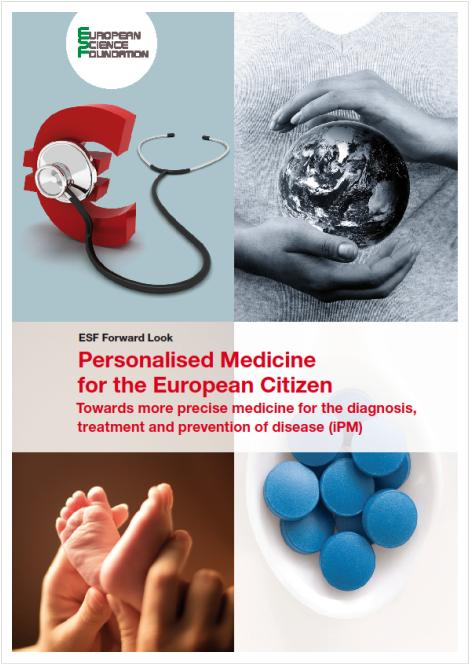 EUROPEAN
SCIENCE
FOUNDATION
ESF Forward Look
Personalised Medicine
for the European Citizen
Towards more precise medicine for the diagnosis,
treatment and prevention of disease (iPM)